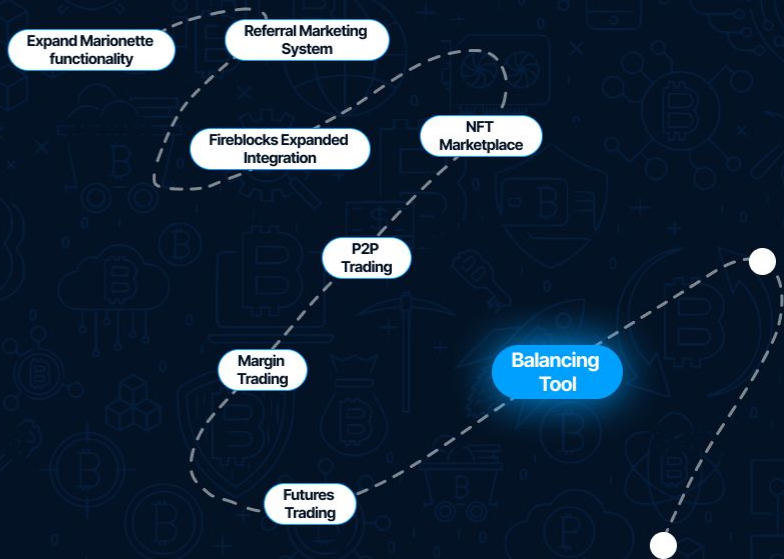 Expand Marionette
functionality
Referral Marketing
System
Fireblocks Expanded
Integration
NFT
Marketplace
P2P
Trading
Margin
Trading
Balancing
Tool
Futures
Trading